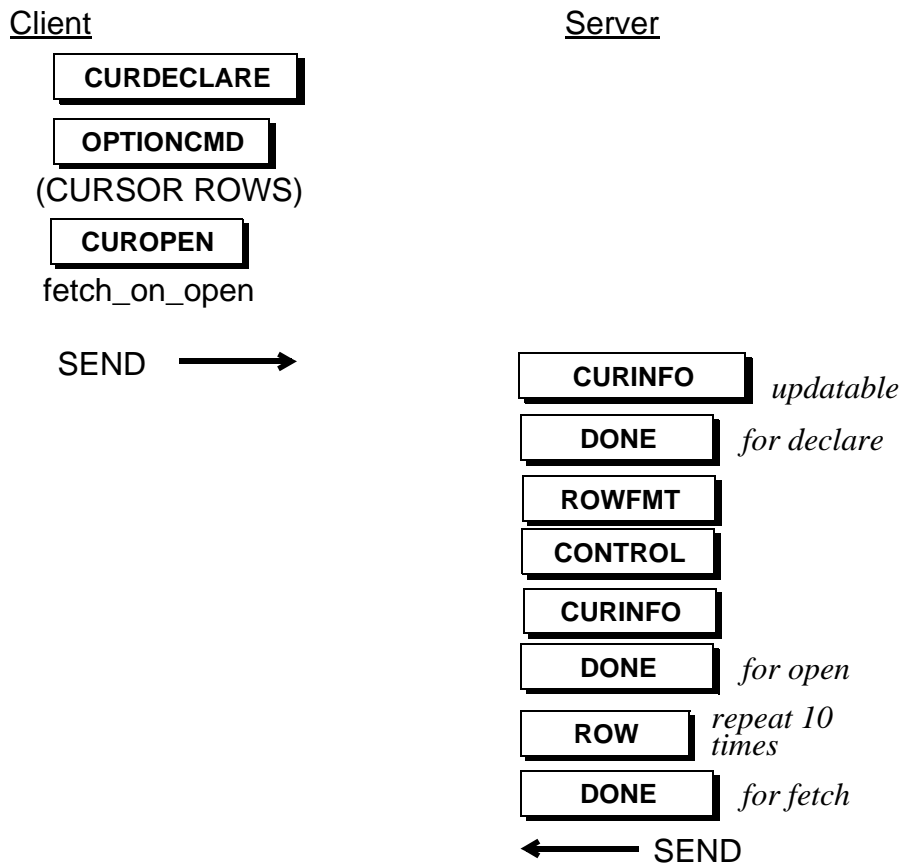 Client
Server
CURDECLARE
OPTIONCMD
(CURSOR ROWS)
CUROPEN
fetch_on_open
SEND
CURINFO
updatable
DONE
for declare
ROWFMT
CONTROL
CURINFO
DONE
for open
ROW
repeat 10
times
DONE
for fetch
SEND